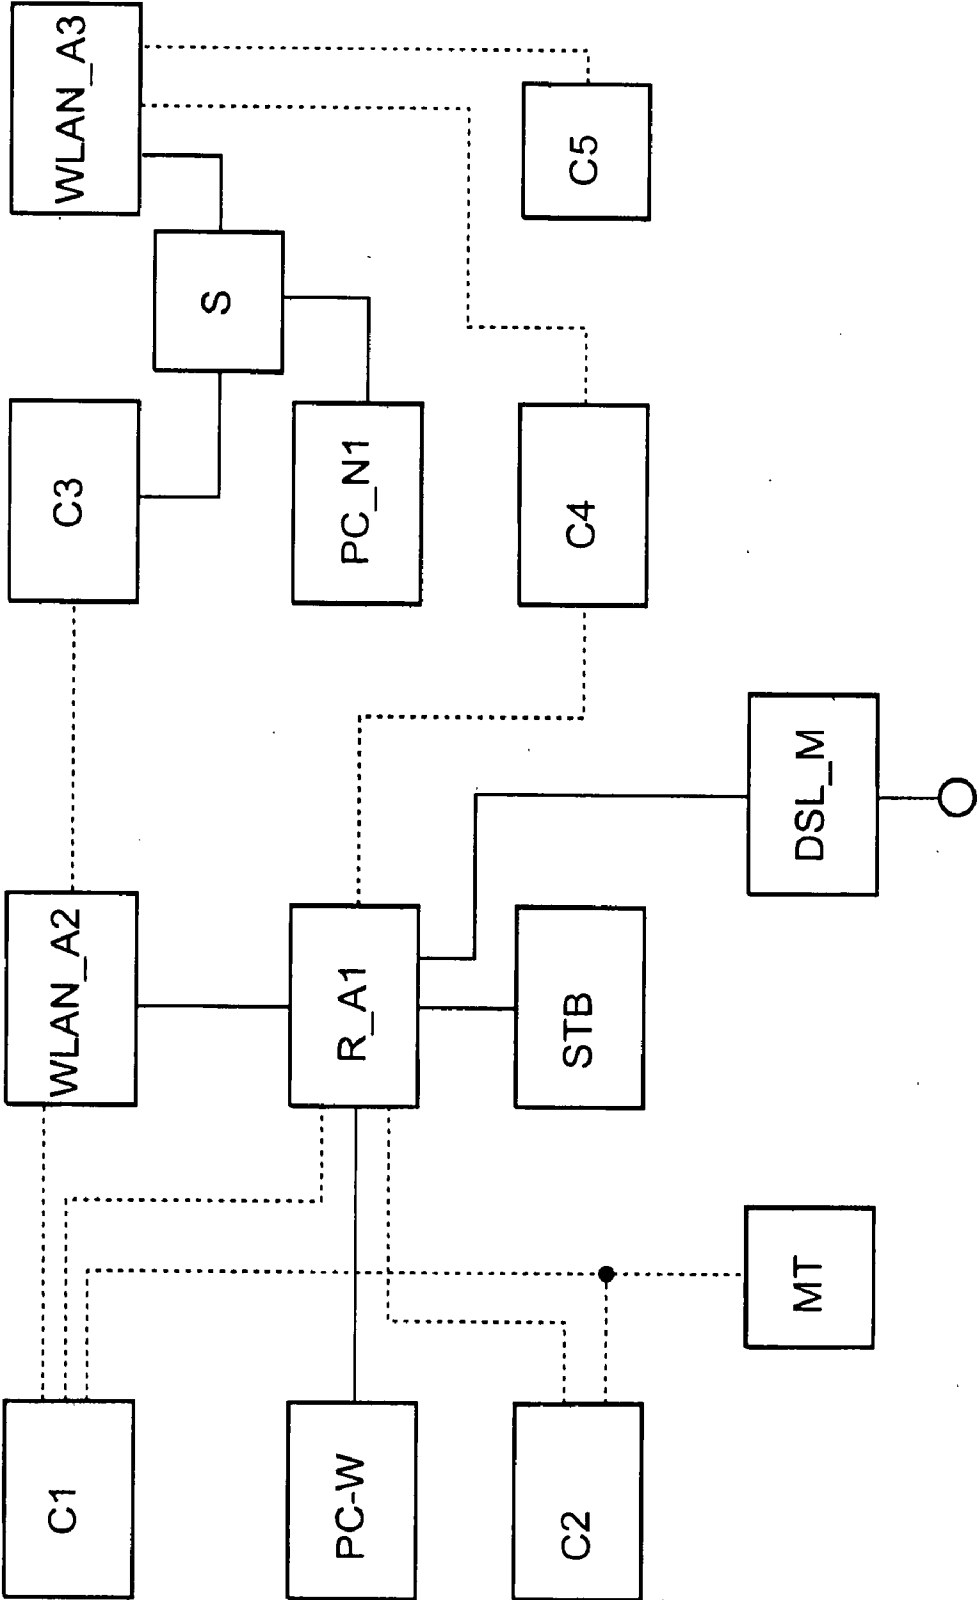 C1
WLAN_A2
C3
WLAN_A3
S
PC-W
R_A1
PC_N1
C2
STB
C4
C5
MT
DSL_M